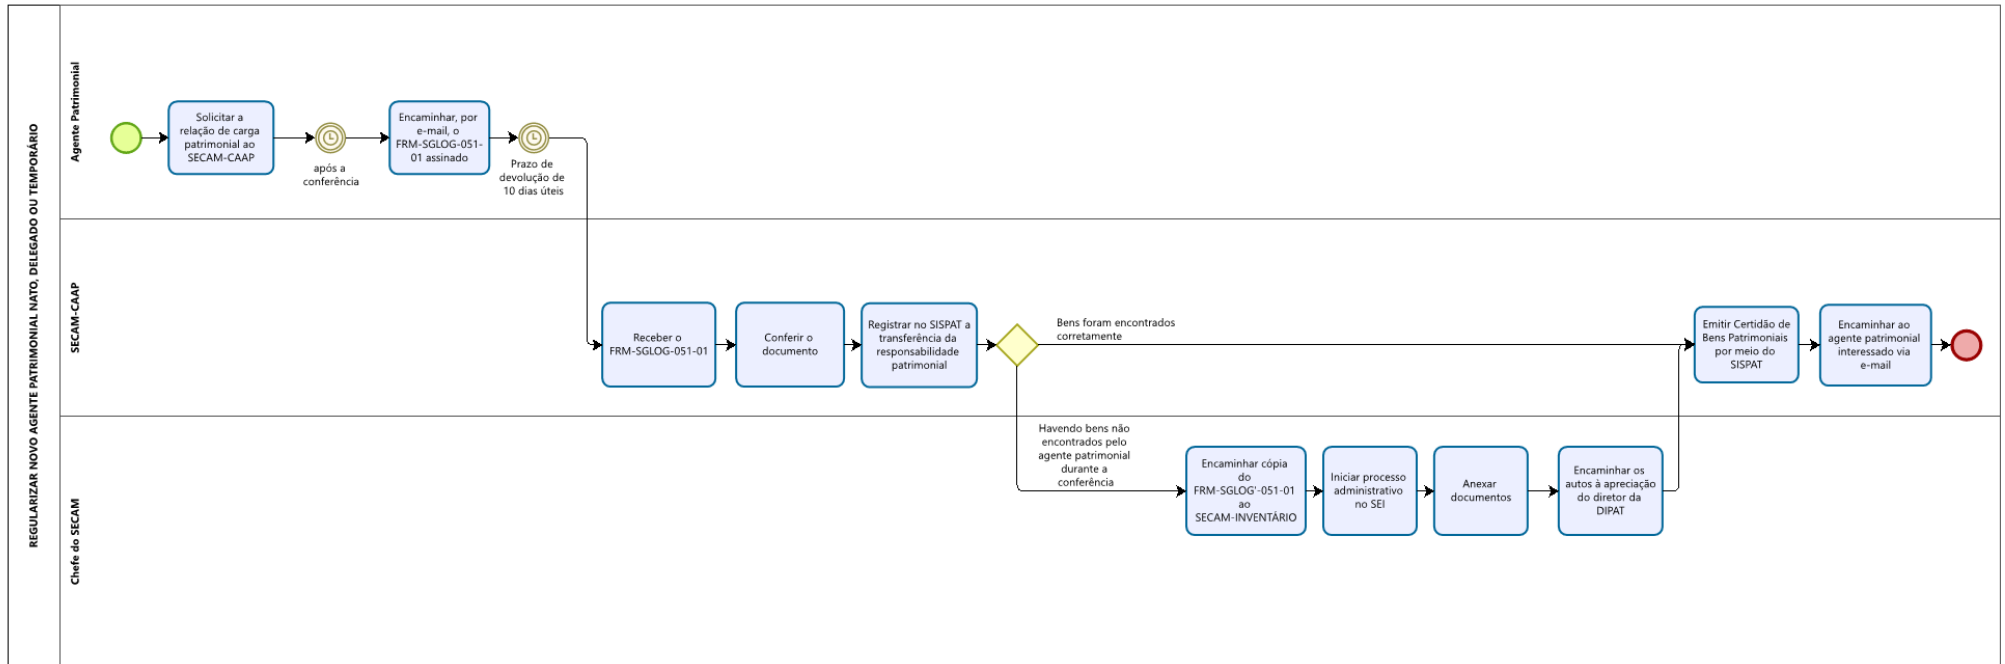 REGULARIZAR NOVO AGENTE PATRIMONIAL NATO, DELEGADO OU TEMPORÁRIO
Agente Patrimonial
Solicitar a
relação de carga
patrimonial ao
SECAM-CAAP
após a
conferência
Encaminhar, por
e-mail, o
FRM-SGLOG-051-
01 assinado
Prazo de
devolução de
10 dias úteis
SECAM-CAAP
Receber o
FRM-SGLOG-051-01
Conferir o
documento
Registrar no SISPAT a
transferência da
responsabilidade
patrimonial
Bens foram encontrados
corretamente
Emitir Certidão de
Bens Patrimoniais
por meio do
SISPAT
Encaminhar ao
agente patrimonial
interessado via
e-mail
Chefe do SECAM
Havendo bens não
encontrados pelo
agente patrimonial
durante a
conferência
Encaminhar cópia
do
FRM-SGLOG'-051-01
ao
SECAM-INVENTÁRIO
Iniciar processo
administrativo
no SEI
Anexar
documentos
Encaminhar os
autos à apreciação
do diretor da
DIPAT